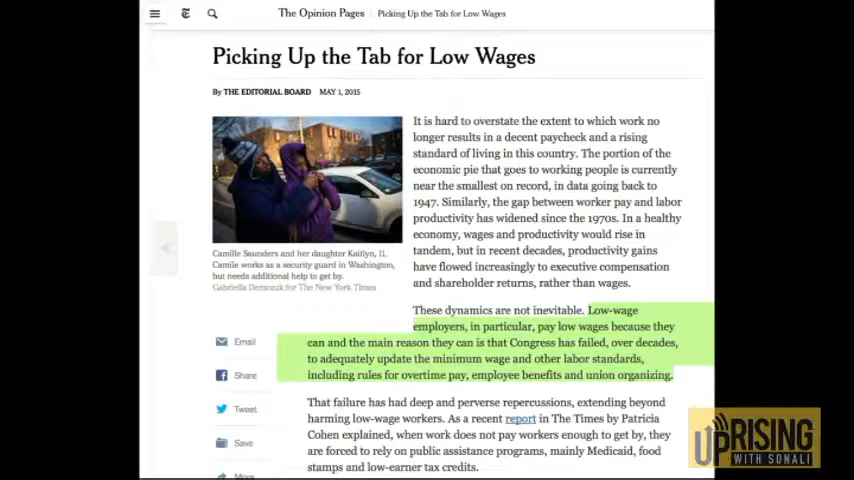 The Opinion Pages | Picking Up the Tab for Low Wages
Picking Up the Tab for Low Wages
By THE EDITORIAL BOARD MAY 1, 2015
It is hard to overstate the extent to which work no
longer results in a decent paycheck and a rising
standard of living in this country. The portion of the
economic pie that goes to working people is currently
near the smallest on record, in data going back to
1947. Similarly, the gap between worker pay and labor
productivity has widened since the 1970s. In a healthy
economy, wages and productivity would rise in
tandem, but in recent decades, productivity gains
have flowed increasingly to executive compensation
and shareholder returns, rather than wages.
Camille Saunders and her daughter Kaitlyn, 11.
Camille works as a security guard in Washington,
but needs additional help to get by.
Gabriella Demczuk for The New York Times
These dynamics are not inevitable. Low-wage
employers, in particular, pay low wages because they
can and the main reason they can is that Congress has failed, over decades,
to adequately update the minimum wage and other labor standards,
including rules for overtime pay, employee benefits and union organizing.
That failure has had deep and perverse repercussions, extending beyond
harming low-wage workers. As a recent report in The Times by Patricia
Cohen explained, when work does not pay workers enough to get by, they
are forced to rely on public assistance programs, mainly Medicaid, food
stamps and low-earner tax credits.
Email
Share
Tweet
Save
More
UPRISING
WITH SONALI